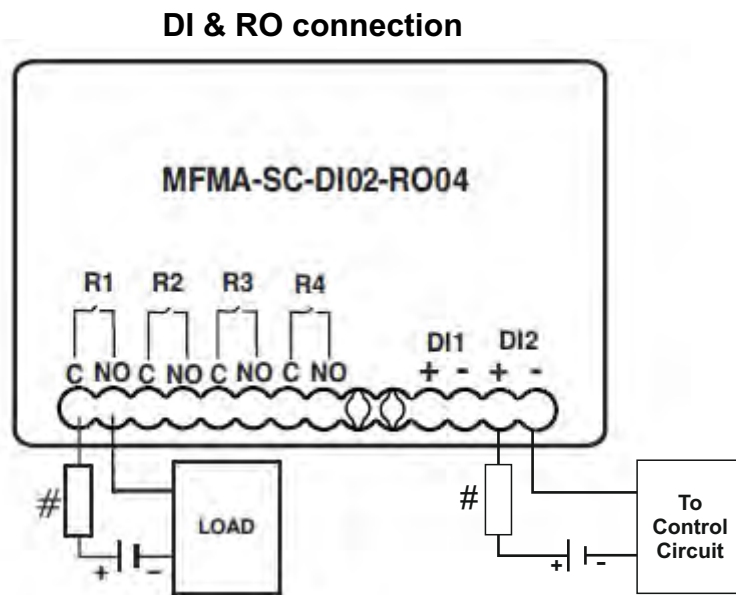 DI & RO connection
MFMA-SC-DI02-RO04
R1 R2 R3 R4
DI1 DI2
C NO C NO C NO C NO + - + -
# LOAD
+ -
# To
Control
Circuit
+ -